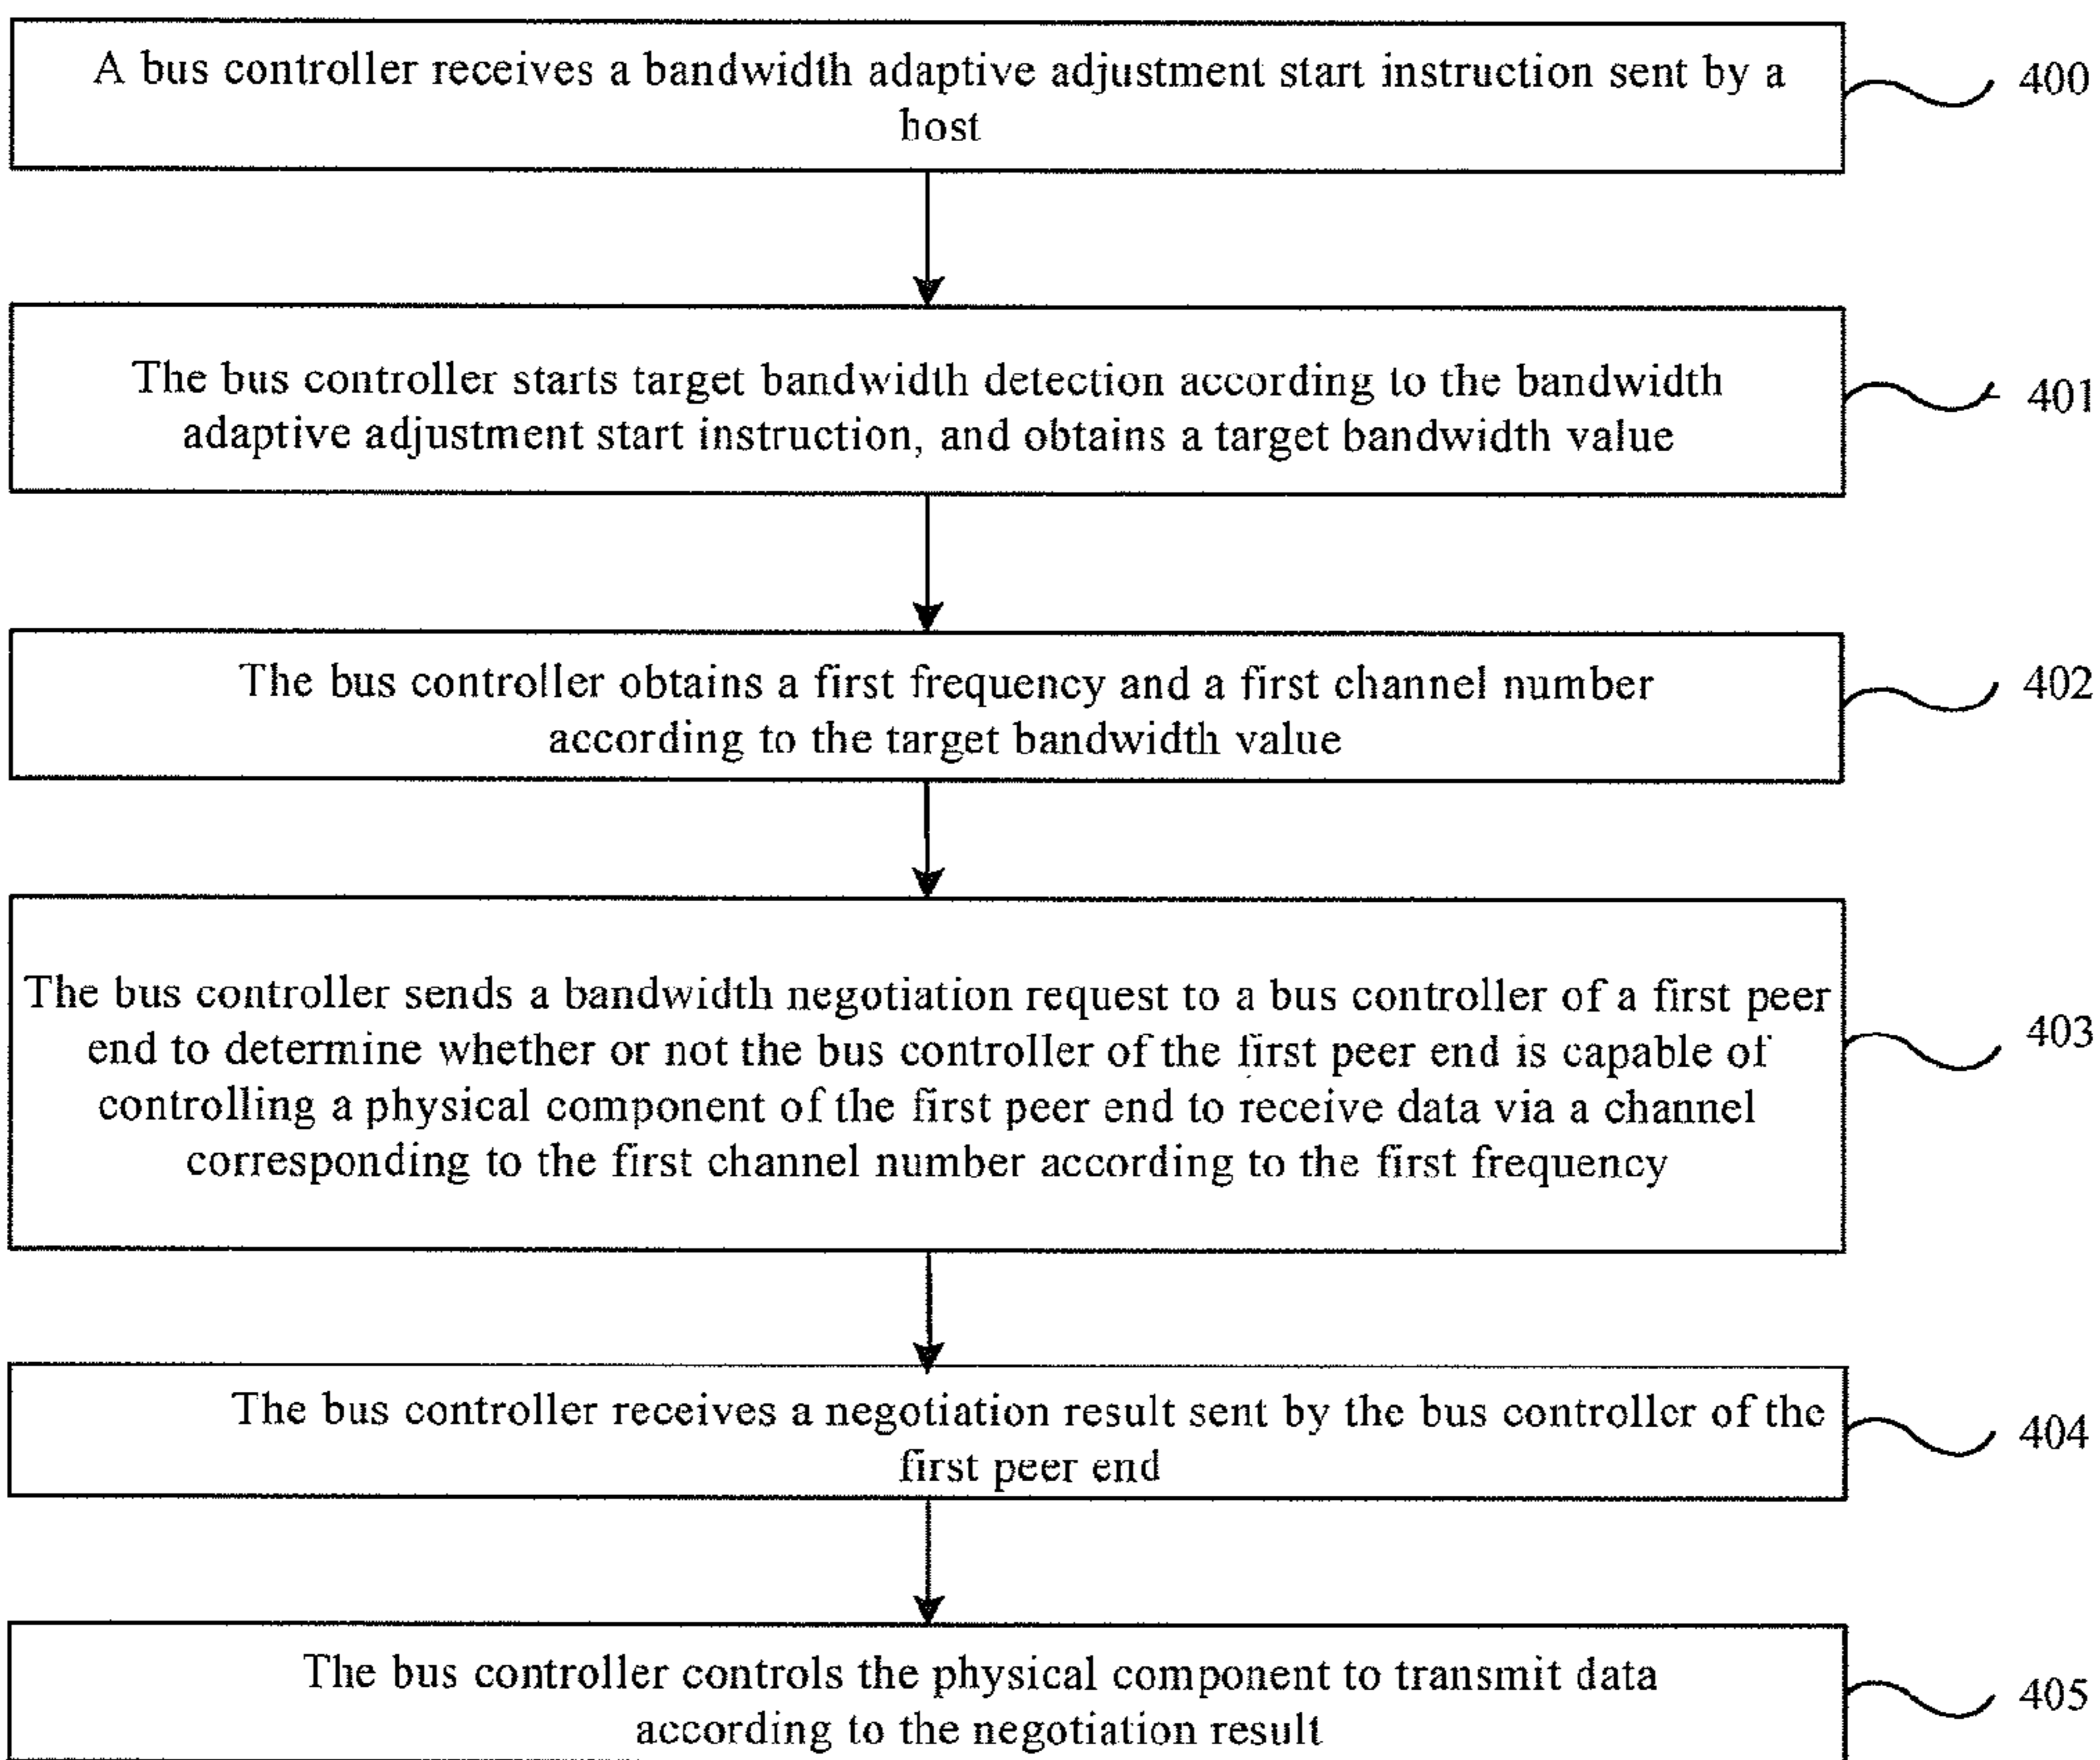 A bus controller receives a bandwidth adaptive adjustment start instruction sent by a
host
400
The bus controller starts target bandwidth detection according to the bandwidth
adaptive adjustment start instruction, and obtains a target bandwidth value
401
The bus controller obtains a first frequency and a first channel number
according to the target bandwidth value
402
The bus controller sends a bandwidth negotiation request to a bus controller of a first peer
end to determine whether or not the bus controller of the first peer end is capable of
controlling a physical component of the first peer end to receive data via a channel
corresponding to the first channel number according to the first frequency
403
The bus controller receives a negotiation result sent by the bus controller of the
first peer end
404
The bus controller controls the physical component to transmit data
according to the negotiation result
405